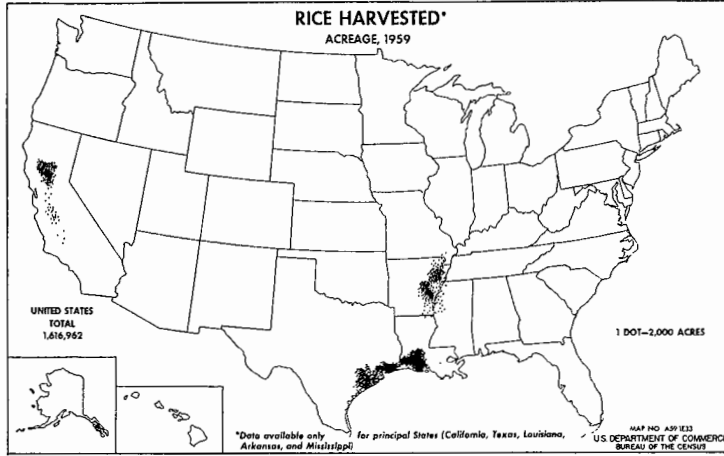 RICE HARVESTED*
ACREAGE, 1959
UNITED STATES
TOTAL
1,616,962
1 DOT—2,000 ACRES
*Data available only for principal States (California, Texas, Louisiana,
Arkansas, and Mississippi)
MAP NO A59 1E33
U.S. DEPARTMENT OF COMMERCE
BUREAU OF THE CENSUS